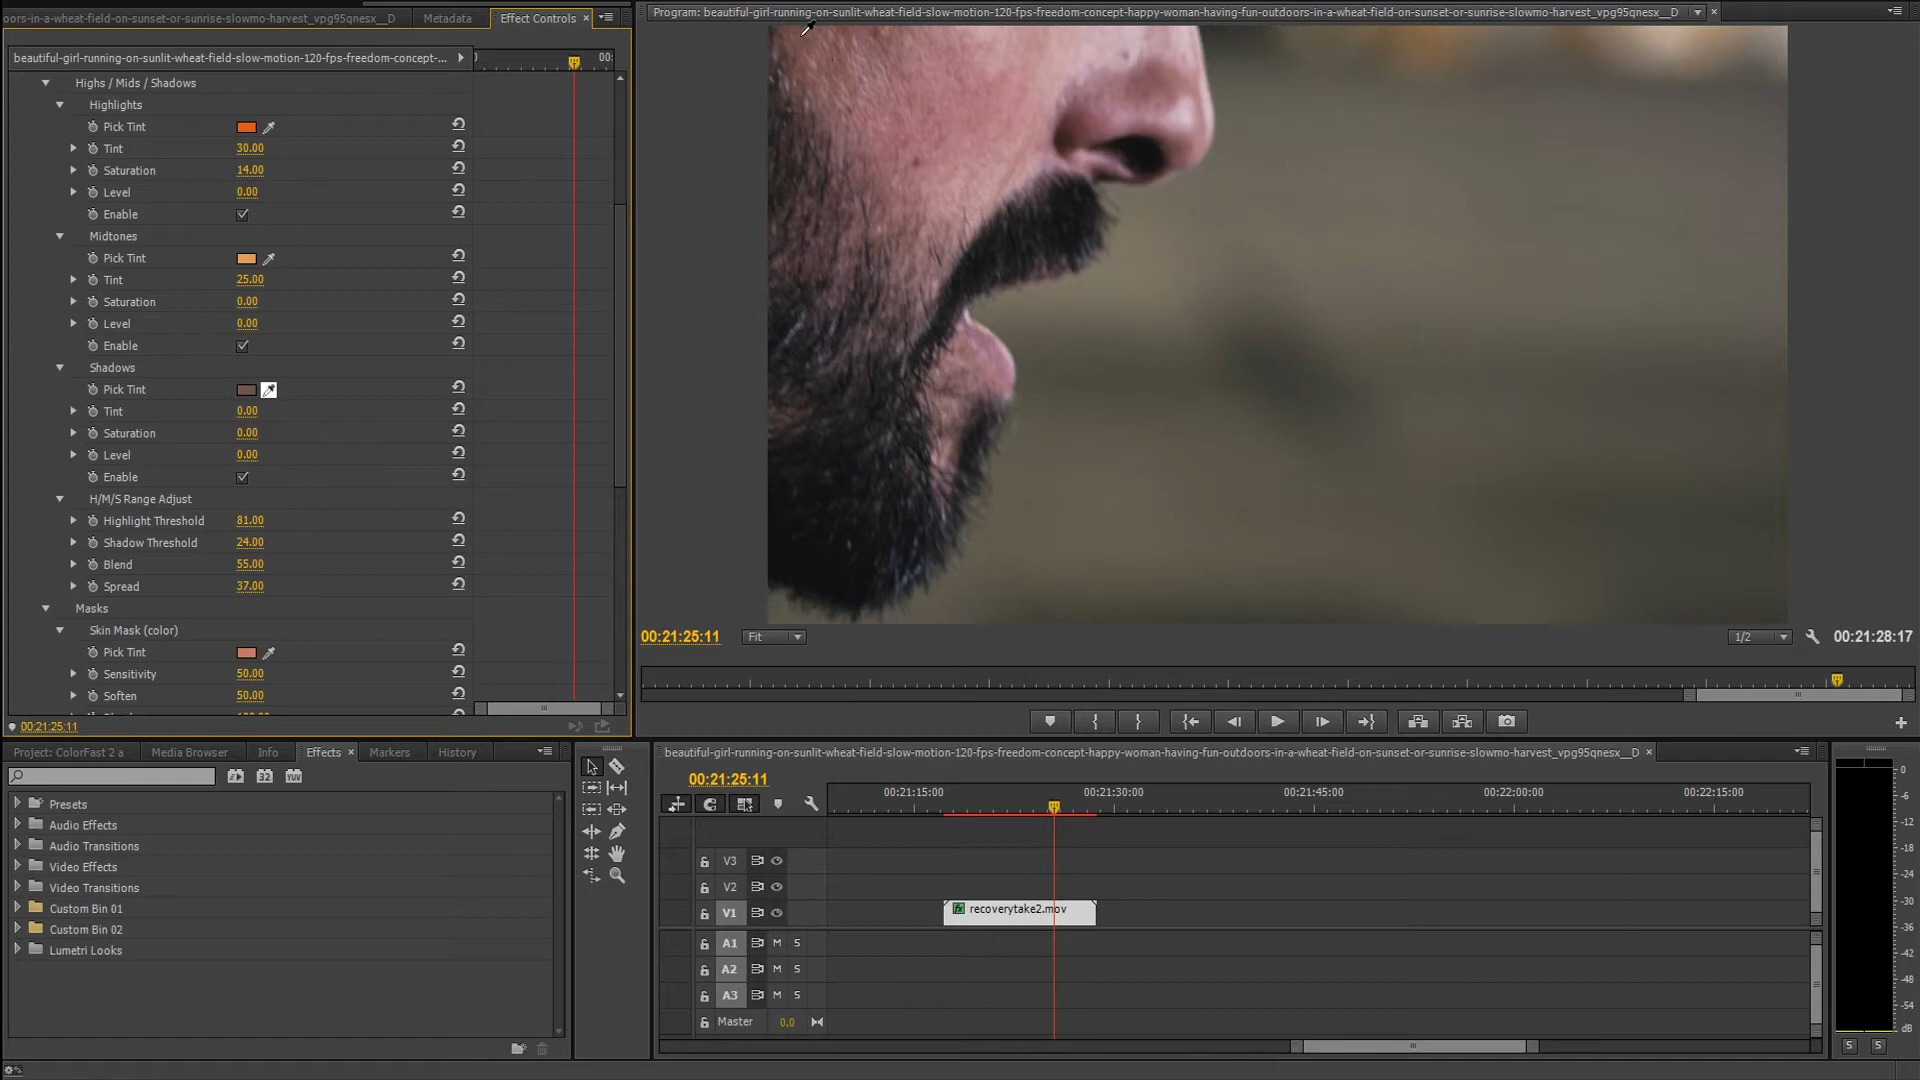 oors-in-a-wheat-field-on-sunset-or-sunrise-slowmo-harvest_vpg95qnesx__D
Metadata
Effect Controls
Program: beautiful-girl-running-on-sunlit-wheat-field-slow-motion-120-fps-freedom-concept-happy-woman-having-fun-outdoors-in-a-wheat-field-on-sunset-or-sunrise-slowmo-harvest_vpg95qnesx__D
beautiful-girl-running-on-sunlit-wheat-field-slow-motion-120-fps-freedom-concept-...
00:
Highs / Mids / Shadows
Highlights
Pick Tint
Tint 30.00
Saturation 14.00
Level 0.00
Enable
Midtones
Pick Tint
Tint 25.00
Saturation 0.00
Level 0.00
Enable
Shadows
Pick Tint
Tint 0.00
Saturation 0.00
Level 0.00
Enable
H/M/S Range Adjust
Highlight Threshold 81.00
Shadow Threshold 24.00
Blend 55.00
Spread 37.00
Masks
Skin Mask (color)
Pick Tint
Sensitivity 50.00
Soften 50.00
00:21:25:11
00:21:25:11 Fit 1/2 00:21:28:17
Project: ColorFast 2 a Media Browser Info Effects Markers History
32 YUV
Presets
Audio Effects
Audio Transitions
Video Effects
Video Transitions
Custom Bin 01
Custom Bin 02
Lumetri Looks
beautiful-girl-running-on-sunlit-wheat-field-slow-motion-120-fps-freedom-concept-happy-woman-having-fun-outdoors-in-a-wheat-field-on-sunset-or-sunrise-slowmo-harvest_vpg95qnesx__D
00:21:25:11
00:21:15:00 00:21:30:00 00:21:45:00 00:22:00:00 00:22:15:00
V3
V2
V1 fx recoverytake2.mov
A1 M S
A2 M S
A3 M S
Master 0.0
0
-6
-12
-18
-24
-30
-36
-42
-48
-54
dB
S S